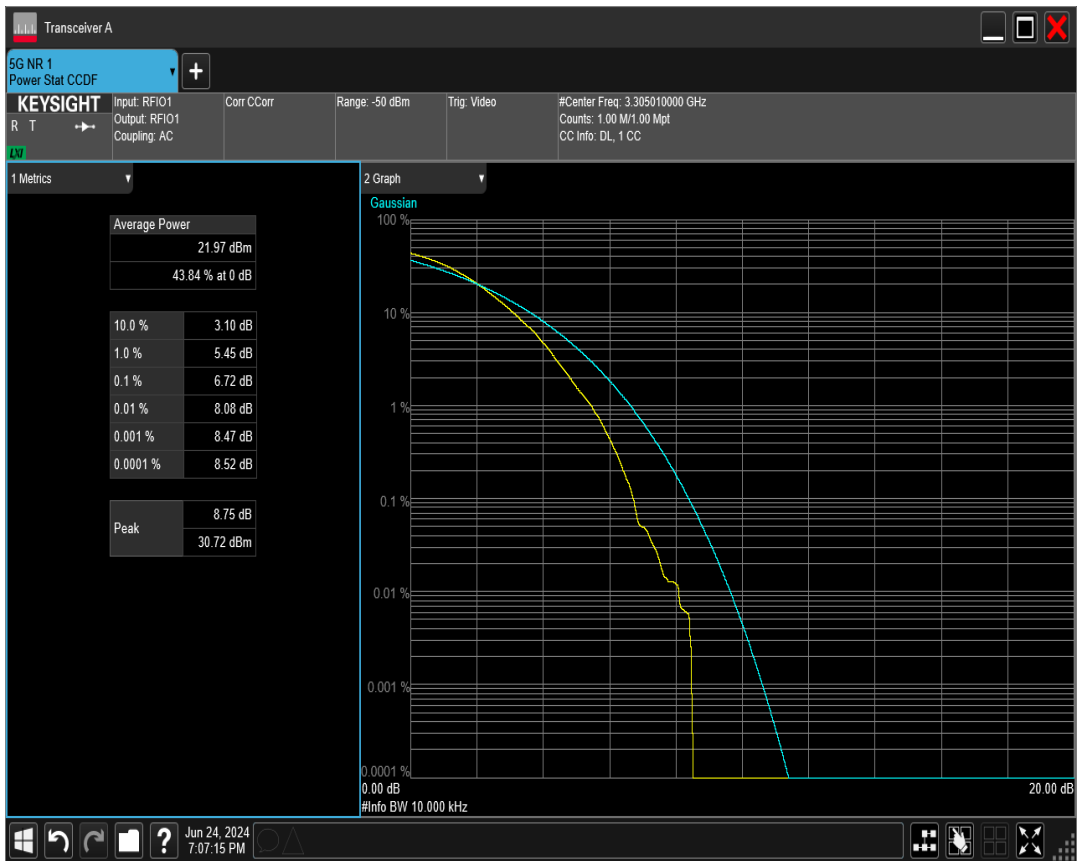 Transceiver A
5G NR 1
Power Stat CCDF
KEYSIGHT
R T
LXI
Input: RFIO1
Output: RFIO1
Coupling: AC
Corr CCorr
Range: -50 dBm
Trig: Video
#Center Freq: 3.305010000 GHz
Counts: 1.00 M/1.00 Mpt
CC Info: DL, 1 CC
1 Metrics
Average Power
21.97 dBm
43.84 % at 0 dB
10.0 % 3.10 dB
1.0 % 5.45 dB
0.1 % 6.72 dB
0.01 % 8.08 dB
0.001 % 8.47 dB
0.0001 % 8.52 dB
Peak 8.75 dB
30.72 dBm
2 Graph
Gaussian
100 %
10 %
1 %
0.1 %
0.01 %
0.001 %
0.0001 %
0.00 dB 20.00 dB
#Info BW 10.000 kHz
? Jun 24, 2024
7:07:15 PM